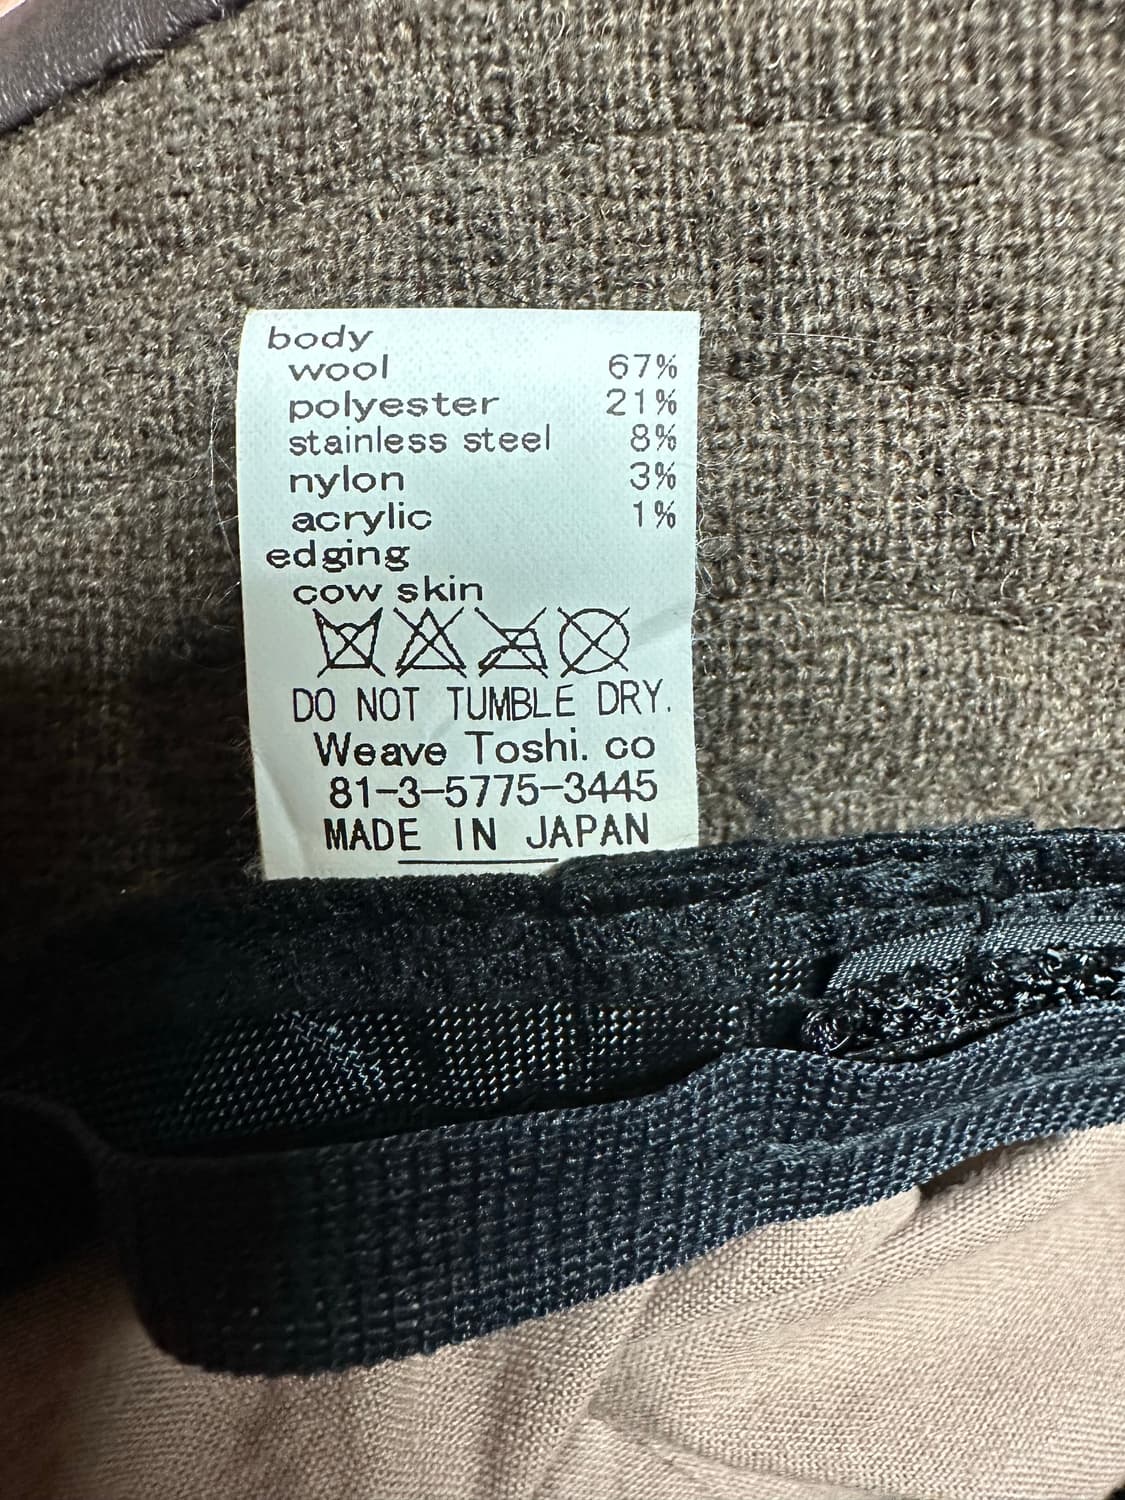 body
wool 67%
polyester 21%
stainless steel 8%
nylon 3%
acrylic 1%
edging
cow skin
DO NOT TUMBLE DRY.
Weave Toshi. co
81-3-5775-3445
MADE IN JAPAN